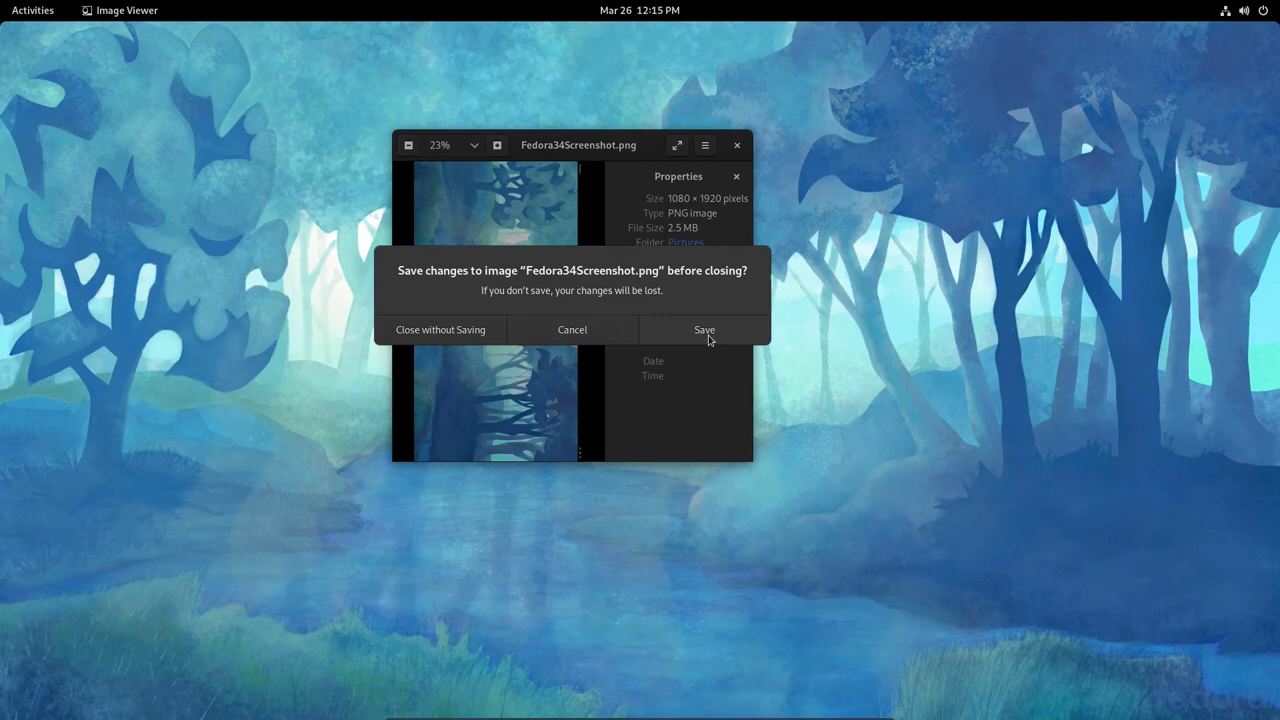 Activities
Image Viewer
Mar 26 12:15 PM
23%
Fedora34Screenshot.png
Properties
Size 1080 × 1920 pixels
Type PNG image
File Size 2.5 MB
Folder Pictures
Save changes to image “Fedora34Screenshot.png” before closing?
If you don't save, your changes will be lost.
Close without Saving
Cancel
Save
Date
Time